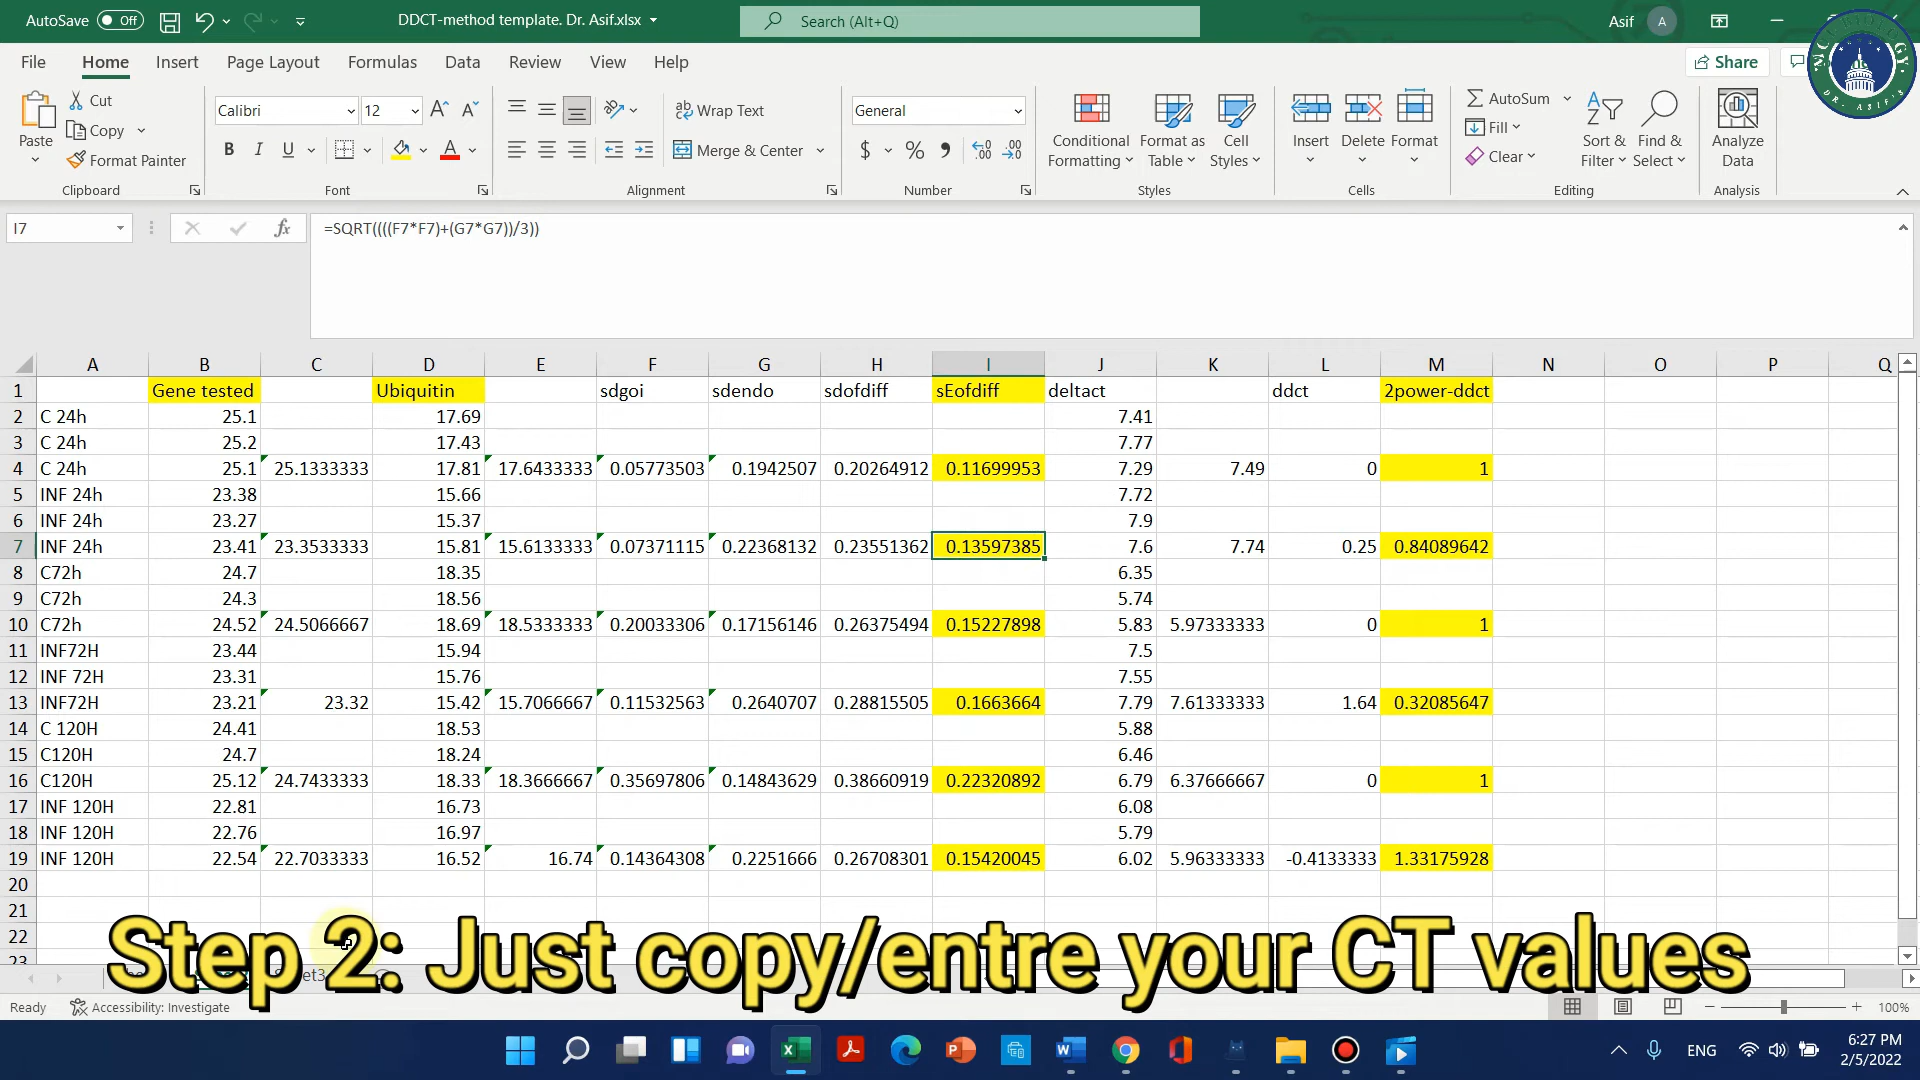 AutoSave Off DDCT-method template. Dr. Asif.xlsx Search (Alt+Q) Asif A
File Home Insert Page Layout Formulas Data Review View Help Share
Paste Cut Copy Format Painter Clipboard
Calibri 12 B I U A Font
Wrap Text Merge & Center Alignment
General $ % Number
Conditional Formatting Format as Table Cell Styles Styles
Insert Delete Format Cells
AutoSum Fill Clear Sort & Filter Find & Select Editing
Analyze Data Analysis
DR. ASIF'S
I7 fx =SQRT((((F7*F7)+(G7*G7))/3))
A B C D E F G H I J K L M N O P Q
1 Gene tested Ubiquitin sdgoi sdendo sdofdiff sEofdiff deltact ddct 2power-ddct
2 C 24h 25.1 17.69 7.41
3 C 24h 25.2 17.43 7.77
4 C 24h 25.1 25.1333333 17.81 17.6433333 0.05773503 0.1942507 0.20264912 0.11699953 7.29 7.49 0 1
5 INF 24h 23.38 15.66 7.72
6 INF 24h 23.27 15.37 7.9
7 INF 24h 23.41 23.3533333 15.81 15.6133333 0.07371115 0.22368132 0.23551362 0.13597385 7.6 7.74 0.25 0.84089642
8 C72h 24.7 18.35 6.35
9 C72h 24.3 18.56 5.74
10 C72h 24.52 24.5066667 18.69 18.5333333 0.20033306 0.17156146 0.26375494 0.15227898 5.83 5.97333333 0 1
11 INF72H 23.44 15.94 7.5
12 INF 72H 23.31 15.76 7.55
13 INF72H 23.21 23.32 15.42 15.7066667 0.11532563 0.2640707 0.28815505 0.1663664 7.79 7.61333333 1.64 0.32085647
14 C 120H 24.41 18.53 5.88
15 C120H 24.7 18.24 6.46
16 C120H 25.12 24.7433333 18.33 18.3666667 0.35697806 0.14843629 0.38660919 0.22320892 6.79 6.37666667 0 1
17 INF 120H 22.81 16.73 6.08
18 INF 120H 22.76 16.97 5.79
19 INF 120H 22.54 22.7033333 16.52 16.74 0.14364308 0.2251666 0.26708301 0.15420045 6.02 5.96333333 -0.4133333 1.33175928
20
21
22
23
Step 2: Just copy/entre your CT values
Ready Accessibility: Investigate 100%
ENG 6:27 PM
2/5/2022